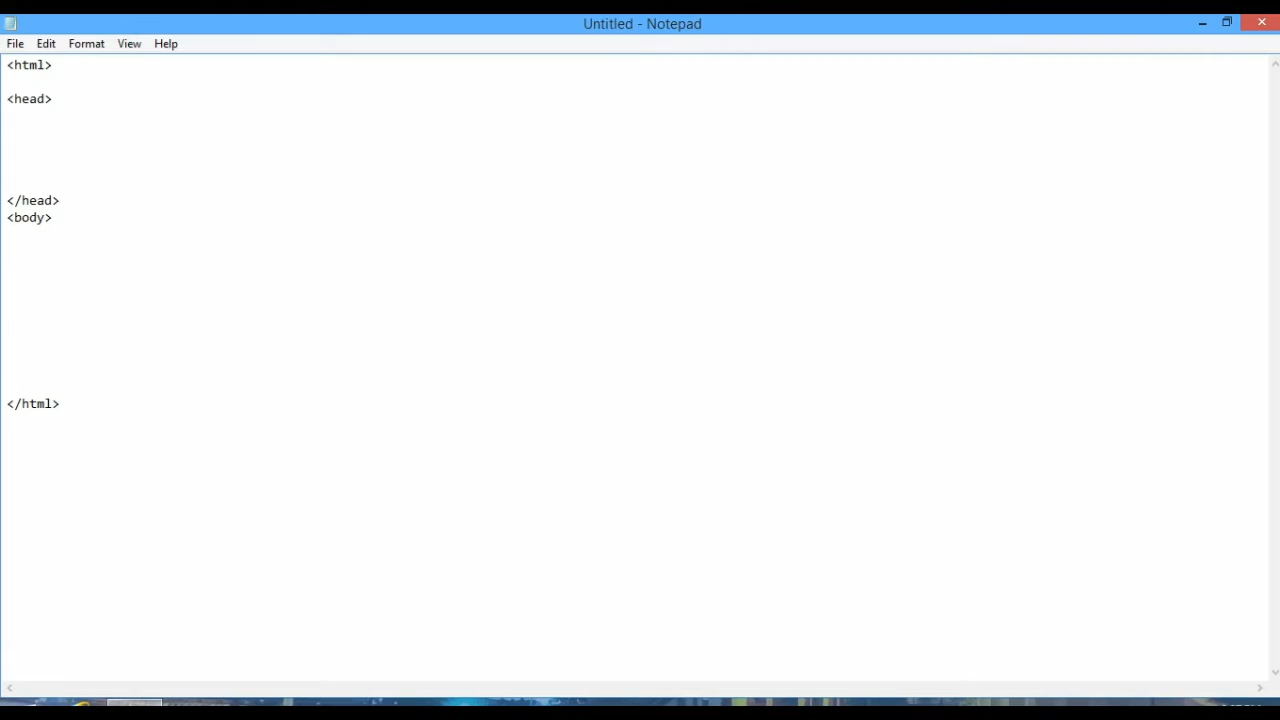 Untitled - Notepad
File Edit Format View Help
<html>
<head>
</head>
<body>
</html>